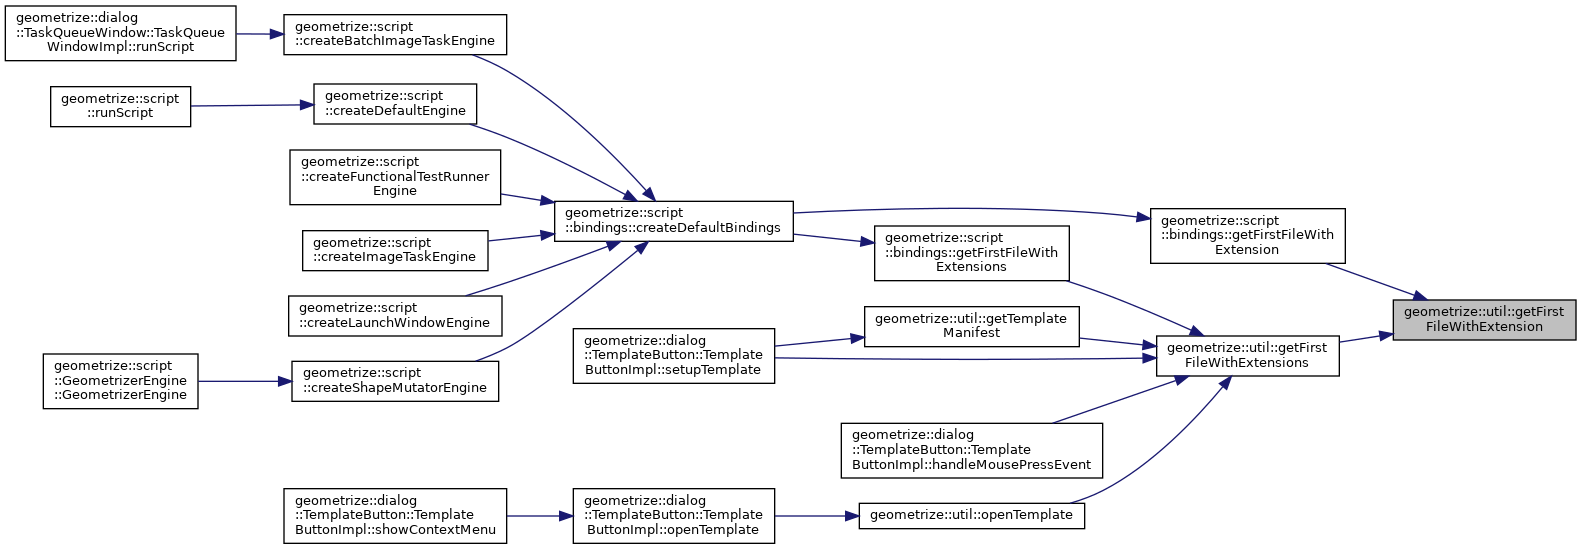 geometrize::dialog
::TaskQueueWindow::TaskQueue
WindowImpl::runScript
geometrize::script
::createBatchImageTaskEngine
geometrize::script
::runScript
geometrize::script
::createDefaultEngine
geometrize::script
::createFunctionalTestRunner
Engine
geometrize::script
::createImageTaskEngine
geometrize::script
::createLaunchWindowEngine
geometrize::script
::GeometrizerEngine
::GeometrizerEngine
geometrize::script
::createShapeMutatorEngine
geometrize::script
::bindings::createDefaultBindings
geometrize::script
::bindings::getFirstFileWith
Extensions
geometrize::script
::bindings::getFirstFileWith
Extension
geometrize::util::getFirst
FileWithExtension
geometrize::util::getTemplate
Manifest
geometrize::dialog
::TemplateButton::Template
ButtonImpl::setupTemplate
geometrize::util::getFirst
FileWithExtensions
geometrize::dialog
::TemplateButton::Template
ButtonImpl::handleMousePressEvent
geometrize::dialog
::TemplateButton::Template
ButtonImpl::showContextMenu
geometrize::dialog
::TemplateButton::Template
ButtonImpl::openTemplate
geometrize::util::openTemplate